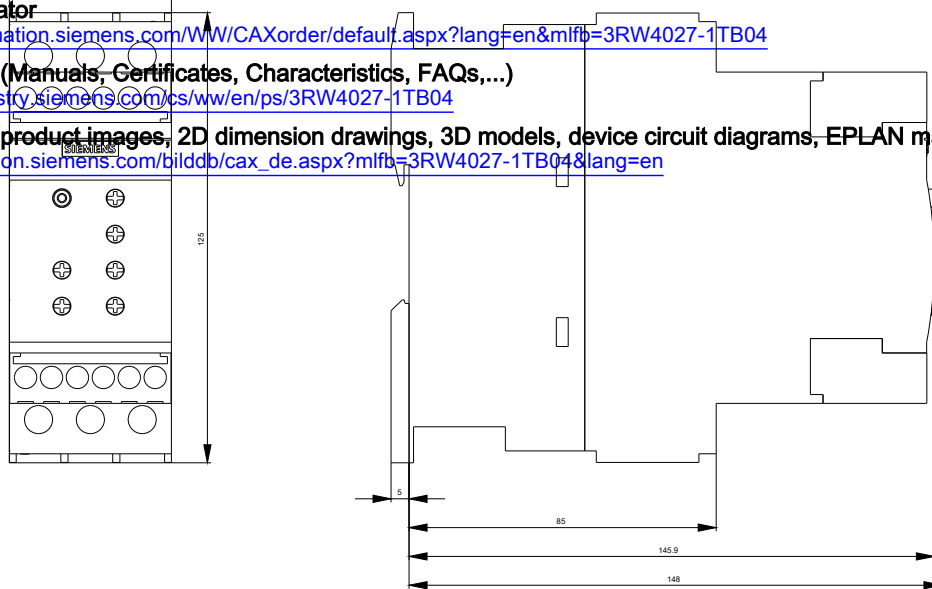 ator
nation.siemens.com/WW/CAXorder/default.aspx?lang=en&mlfb=3RW4027-1TB04
(Manuals, Certificates, Characteristics, FAQs,...)
stry.siemens.com/cs/ww/en/ps/3RW4027-1TB04
product images, 2D dimension drawings, 3D models, device circuit diagrams, EPLAN m
SIEMENS
on.siemens.com/bilddb/cax_de.aspx?mlfb=3RW4027-1TB04&lang=en
125
5
85
145.9
148